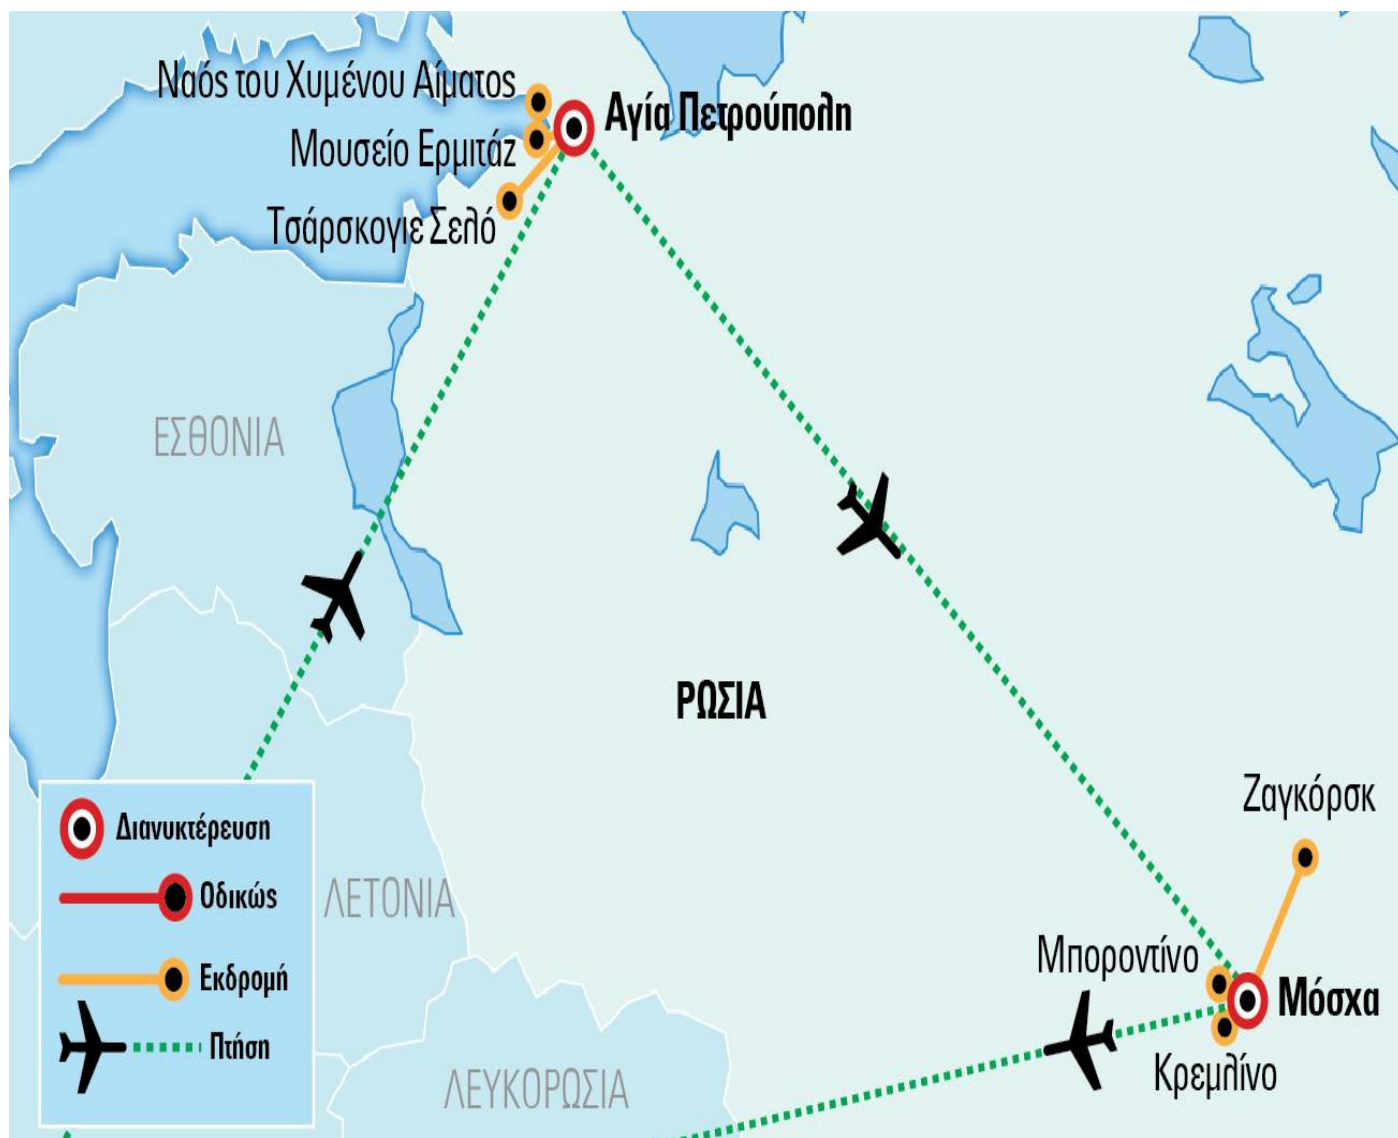 Ναός του Χυμένου Αίματος
Αγία Πετρούπολη
Μουσείο Ερμιτάζ
Τσάρσκογιε Σελό
ΕΣΘΟΝΙΑ
ΡΩΣΙΑ
Ζαγκόρσκ
Διανυκτέρευση
Οδικώς
ΛΕΤΟΝΙΑ
Μποροντίνο
Εκδρομή
Μόσχα
Πτήση
Κρεμλίνο
ΛΕΥΚΟΡΩΣΙΑ